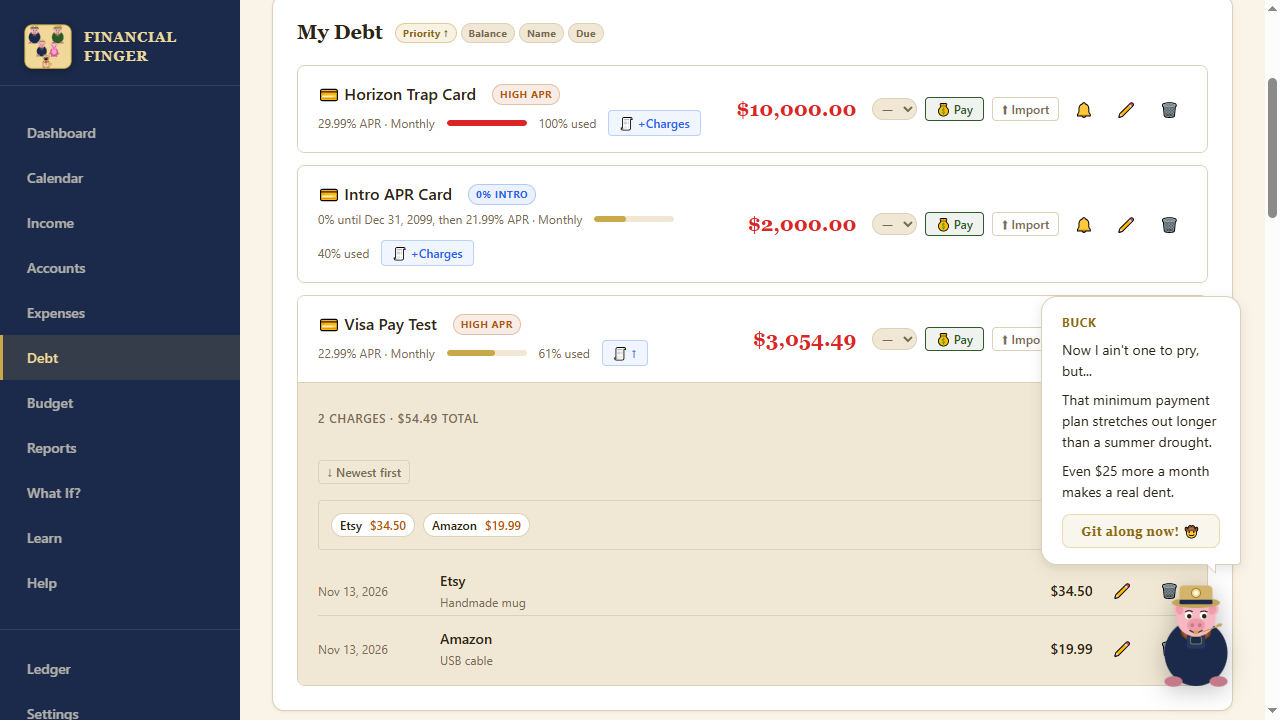 FINANCIAL
FINGER
Dashboard
Calendar
Income
Accounts
Expenses
Debt
Budget
Reports
What If?
Learn
Help
Ledger
Settings
My Debt
Priority ↑
Balance
Name
Due
Horizon Trap Card
HIGH APR
29.99% APR · Monthly
100% used
+Charges
$10,000.00
—
Pay
⬆ Import
Intro APR Card
0% INTRO
0% until Dec 31, 2099, then 21.99% APR · Monthly
40% used
+Charges
$2,000.00
—
Pay
⬆ Import
Visa Pay Test
HIGH APR
22.99% APR · Monthly
61% used
↑
$3,054.49
—
Pay
⬆ Impo
2 CHARGES · $54.49 TOTAL
↓ Newest first
Etsy $34.50
Amazon $19.99
Nov 13, 2026
Etsy
Handmade mug
$34.50
Nov 13, 2026
Amazon
USB cable
$19.99
BUCK
Now I ain't one to pry,
but...
That minimum payment
plan stretches out longer
than a summer drought.
Even $25 more a month
makes a real dent.
Git along now!